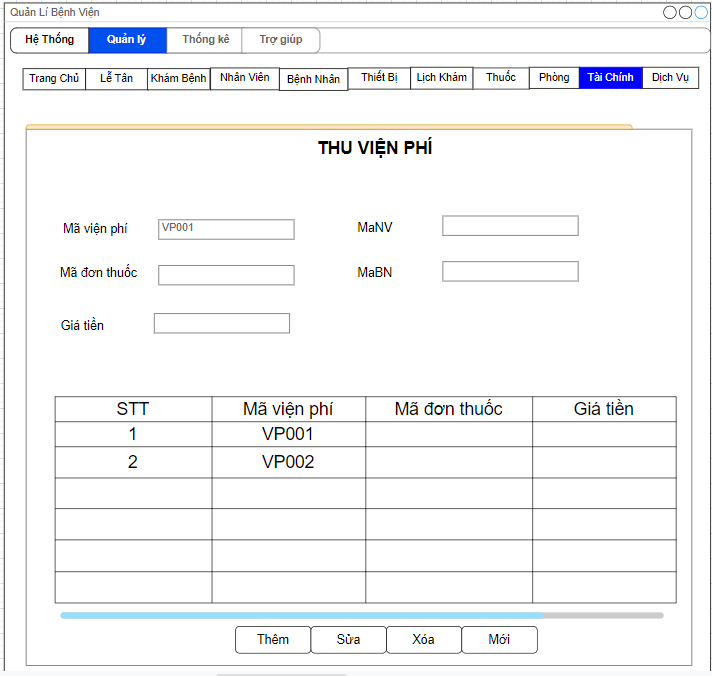 Quản Lí Bệnh Viện
Hệ Thống Quản lý Thống kê Trợ giúp
Trang Chủ Lễ Tân Khám Bệnh Nhân Viên Bệnh Nhân Thiết Bị Lịch Khám Thuốc Phòng Tài Chính Dịch Vụ
THU VIỆN PHÍ
Mã viện phí VP001 MaNV
Mã đơn thuốc MaBN
Giá tiền
STT Mã viện phí Mã đơn thuốc Giá tiền
1 VP001
2 VP002
Thêm Sửa Xóa Mới